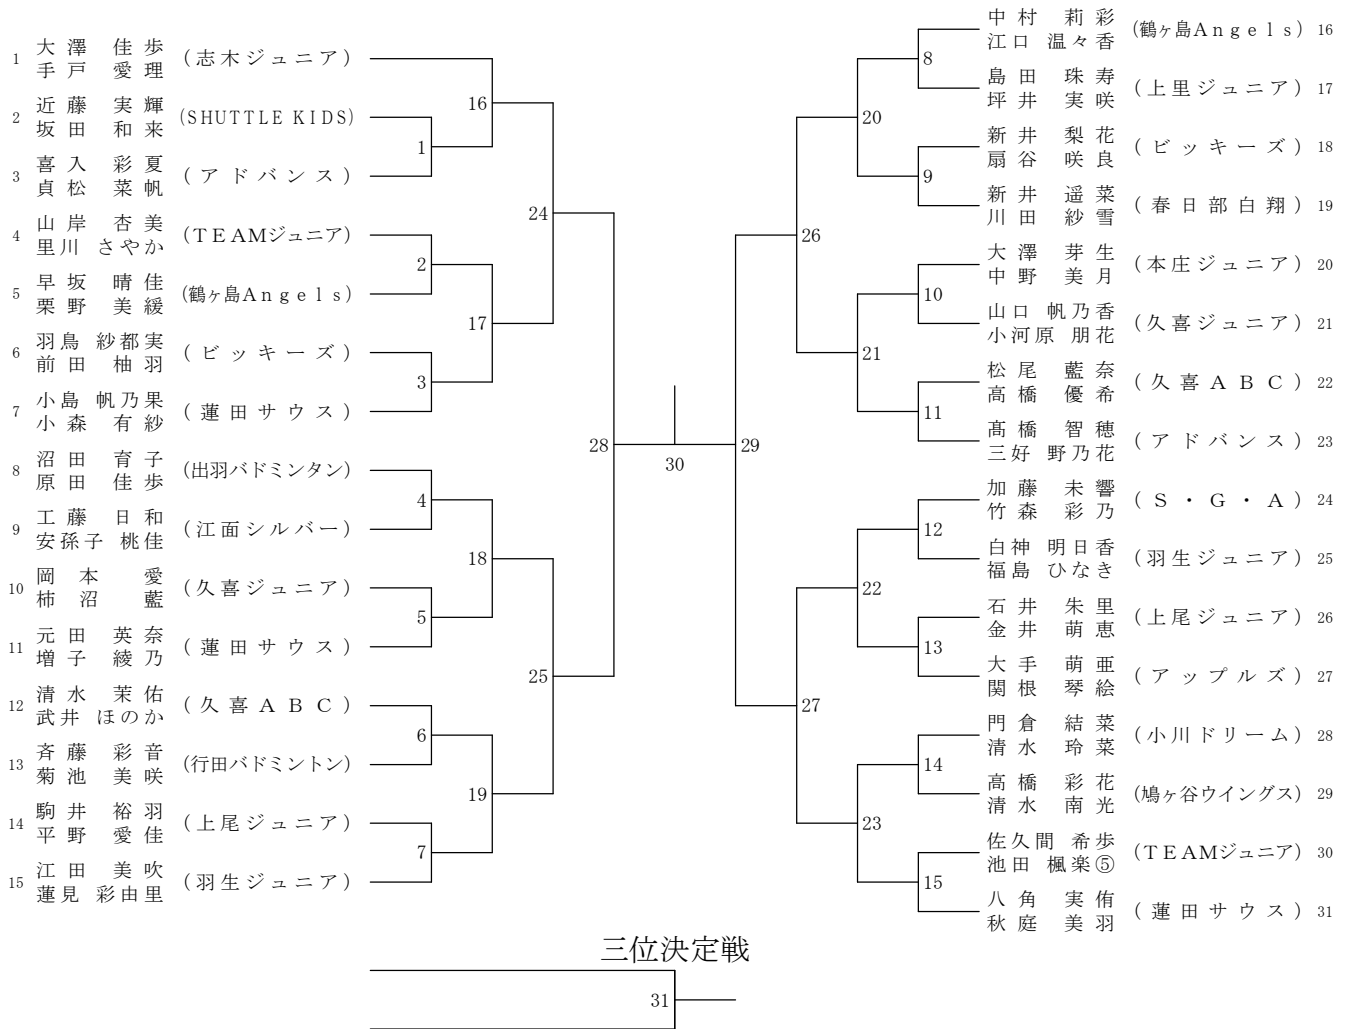 1 大澤 佳歩 (志木ジュニア)
手戸 愛理
2 近藤 実輝 (SHUTTLE KIDS)
坂田 和来
3 喜入 彩夏 (アドバンス)
貞松 菜帆
4 山岸 杏美 (TEAMジュニア)
里川 さやか
5 早坂 晴佳 (鶴ヶ島Angels)
栗野 美緩
6 羽鳥 紗都実 (ビッキーズ)
前田 柚羽
7 小島 帆乃果 (蓮田サウス)
小森 有紗
8 沼田 育子 (出羽バドミンタン)
原田 佳歩
9 工藤 日和 (江面シルバー)
安孫子 桃佳
10 岡本 愛 (久喜ジュニア)
柿沼 藍
11 元田 英奈 (蓮田サウス)
増子 綾乃
12 清水 茉佑 (久喜ABC)
武井 ほのか
13 斉藤 彩音 (行田バドミントン)
菊池 美咲
14 駒井 裕羽 (上尾ジュニア)
平野 愛佳
15 江田 美吹 (羽生ジュニア)
蓮見 彩由里
16
1
24
2
17
3
28
4
18
5
25
6
19
7
30
29
8
20
9
26
10
21
11
12
22
13
27
14
23
15
中村 莉彩 (鶴ヶ島Angels) 16
江口 温々香
島田 珠寿 (上里ジュニア) 17
坪井 実咲
新井 梨花 (ビッキーズ) 18
扇谷 咲良
新井 遥菜 (春日部白翔) 19
川田 紗雪
大澤 芽生 (本庄ジュニア) 20
中野 美月
山口 帆乃香 (久喜ジュニア) 21
小河原 朋花
松尾 藍奈 (久喜ABC) 22
高橋 優希
髙橋 智穂 (アドバンス) 23
三好 野乃花
加藤 未響 (S・G・A) 24
竹森 彩乃
白神 明日香 (羽生ジュニア) 25
福島 ひなき
石井 朱里 (上尾ジュニア) 26
金井 萌恵
大手 萌亜 (アップルズ) 27
関根 琴絵
門倉 結菜 (小川ドリーム) 28
清水 玲菜
高橋 彩花 (鳩ヶ谷ウイングス) 29
清水 南光
佐久間 希歩 (TEAMジュニア) 30
池田 楓楽⑤
八角 実侑 (蓮田サウス) 31
秋庭 美羽
三位決定戦
31